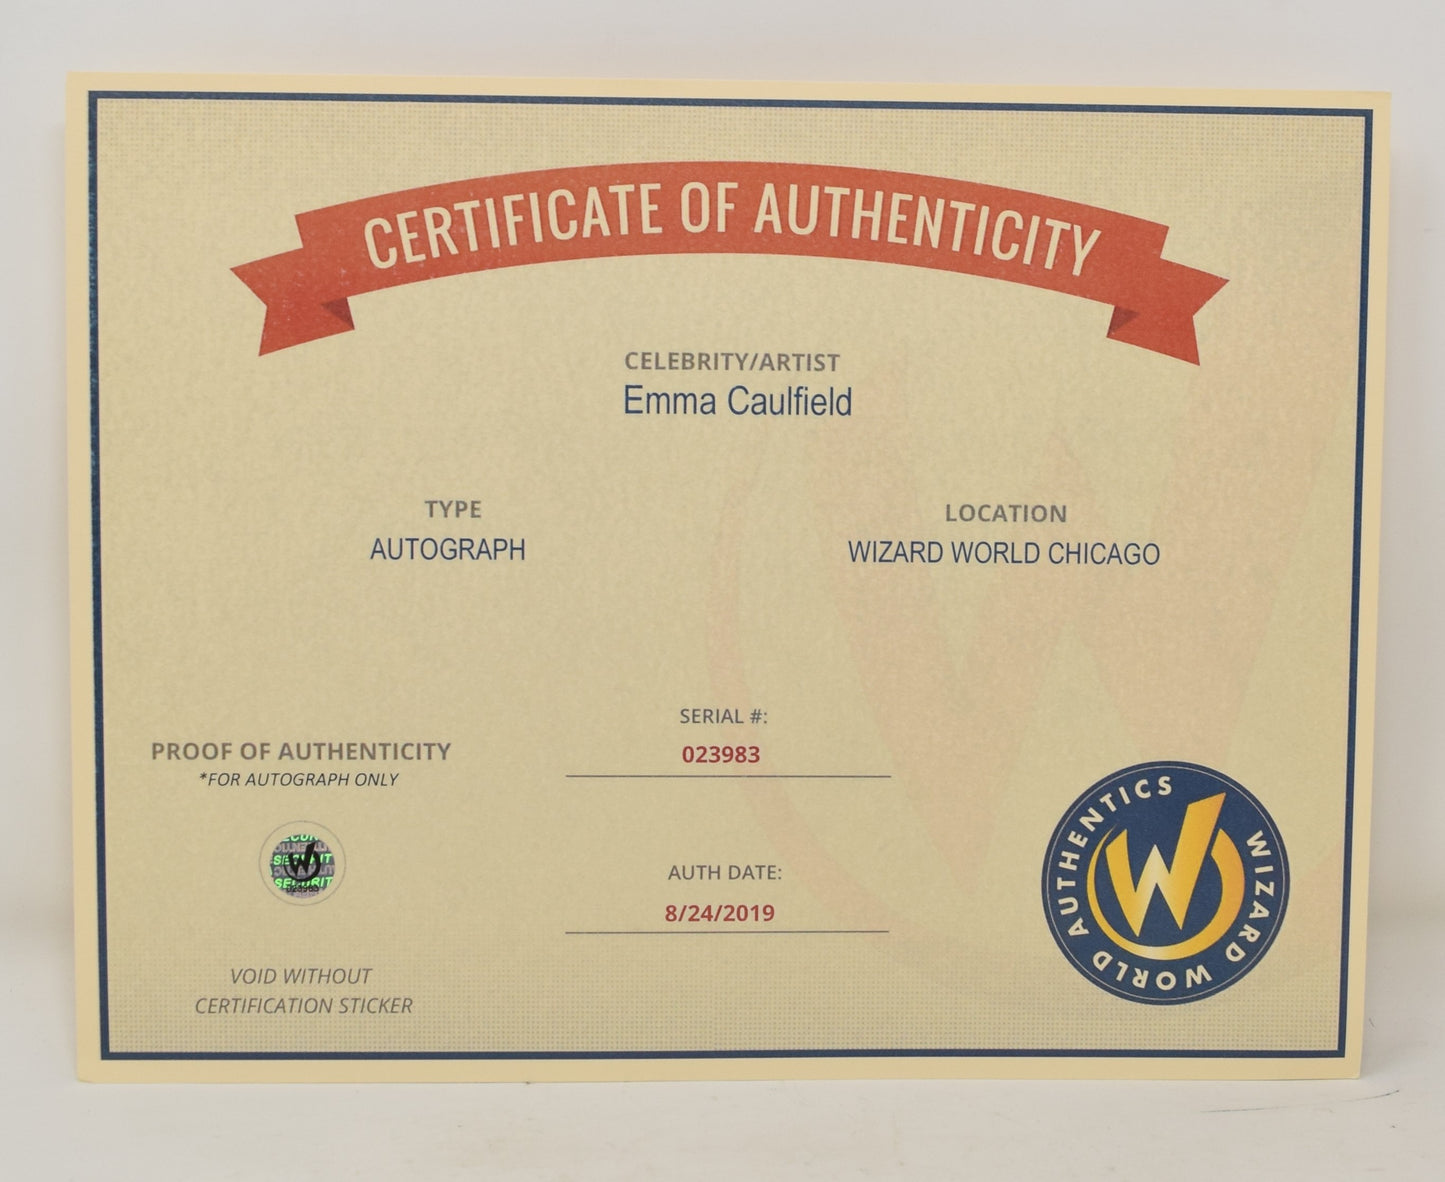 CERTIFICATE OF AUTHENTICITY
CELEBRITY/ARTIST
Emma Caulfield
TYPE
AUTOGRAPH
LOCATION
WIZARD WORLD CHICAGO
SERIAL #:
023983
PROOF OF AUTHENTICITY
*FOR AUTOGRAPH ONLY
AUTH DATE:
8/24/2019
VOID WITHOUT
CERTIFICATION STICKER
WIZARD WORLD AUTHENTICS